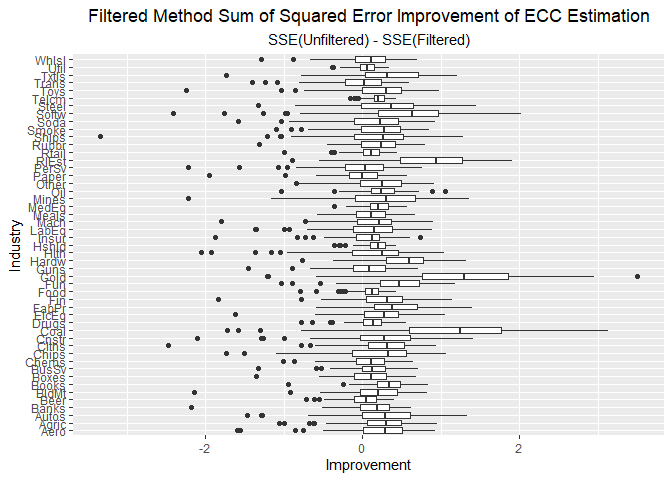 Filtered Method Sum of Squared Error Improvement of ECC Estimation
SSE(Unfiltered) - SSE(Filtered)
Whlsl
Util
Txtls
Trans
Toys
Telcm
Steel
Softw
Soda
Smoke
Ships
Rubbr
Rtail
RlEst
PerSv
Paper
Other
Oil
Mines
MedEq
Meals
Mach
LabEq
Insur
Hshld
Hlth
Hardw
Guns
Gold
Fun
Food
Fin
FabPr
ElcEq
Drugs
Coal
Cnstr
Clths
Chips
Chems
BusSv
Boxes
Books
BldMt
Beer
Banks
Autos
Agric
Aero
Industry
-2
0
2
Improvement